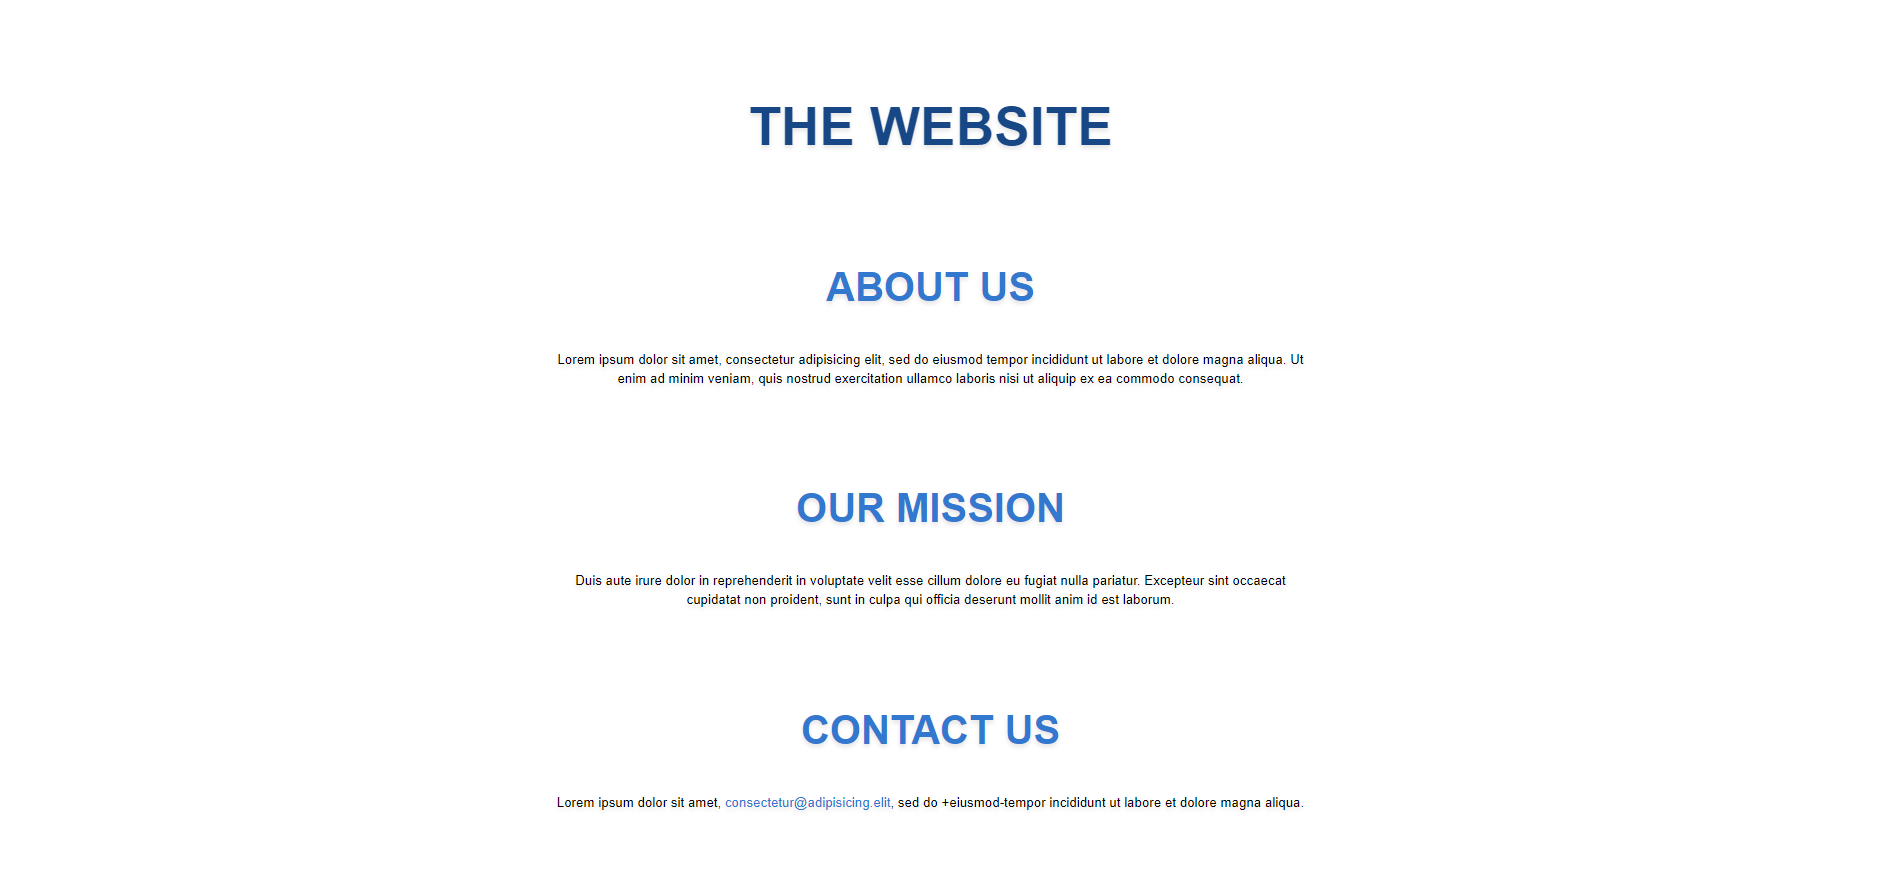 THE WEBSITE
ABOUT US
Lorem ipsum dolor sit amet, consectetur adipisicing elit, sed do eiusmod tempor incididunt ut labore et dolore magna aliqua. Ut
enim ad minim veniam, quis nostrud exercitation ullamco laboris nisi ut aliquip ex ea commodo consequat.
OUR MISSION
Duis aute irure dolor in reprehenderit in voluptate velit esse cillum dolore eu fugiat nulla pariatur. Excepteur sint occaecat
cupidatat non proident, sunt in culpa qui officia deserunt mollit anim id est laborum.
CONTACT US
Lorem ipsum dolor sit amet, consectetur@adipisicing.elit, sed do +eiusmod-tempor incididunt ut labore et dolore magna aliqua.